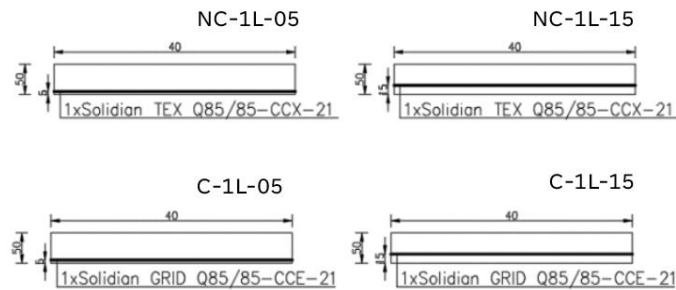 NC-1L-05
NC-1L-15
40
40
50
5
50
15
1xSolidian TEX Q85/85-CCX-21
1xSolidian TEX Q85/85-CCX-21
C-1L-05
C-1L-15
40
40
50
5
50
15
1xSolidian GRID Q85/85-CCE-21
1xSolidian GRID Q85/85-CCE-21